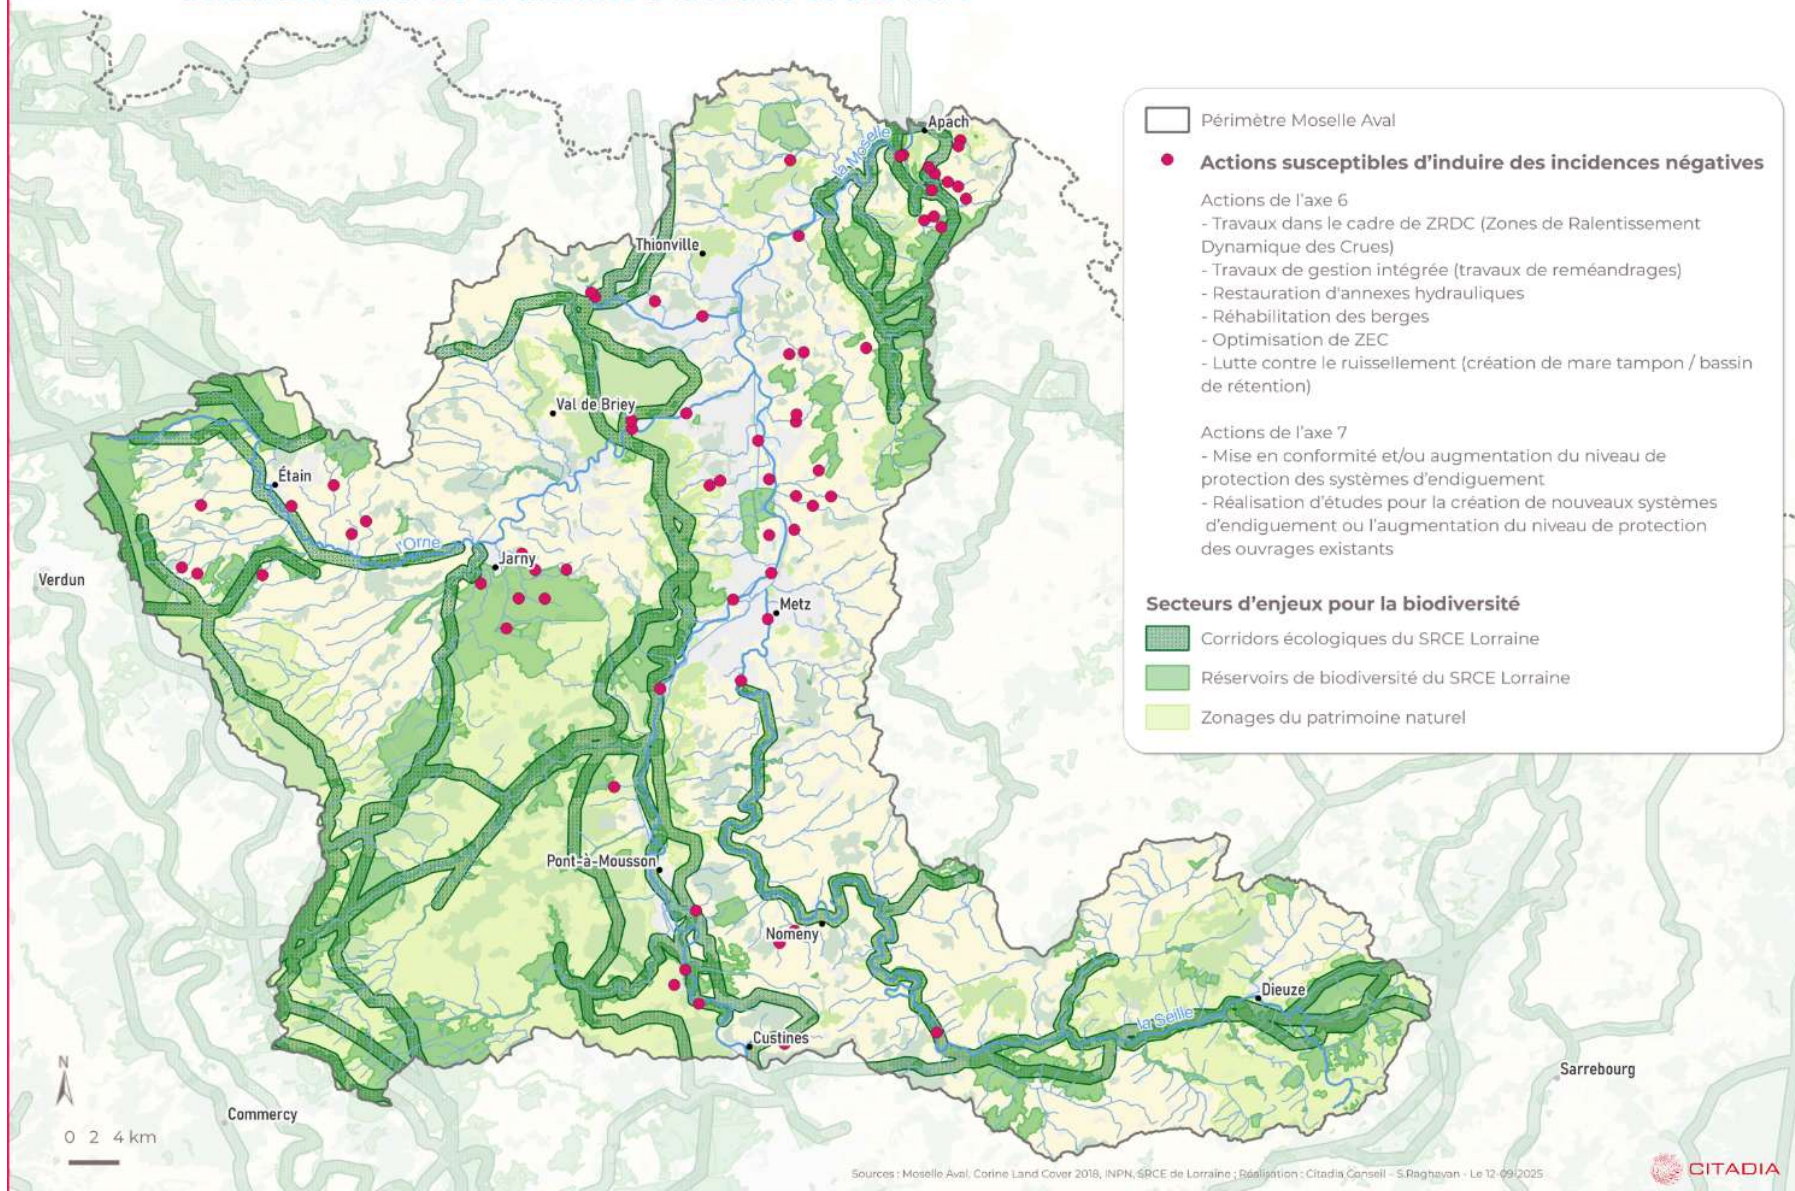 Périmètre Moselle Aval
Actions susceptibles d'induire des incidences négatives
Actions de l'axe 6
- Travaux dans le cadre de ZRDC (Zones de Ralentissement
Dynamique des Crues)
- Travaux de gestion intégrée (travaux de reméandrages)
- Restauration d'annexes hydrauliques
- Réhabilitation des berges
- Optimisation de ZEC
- Lutte contre le ruissellement (création de mare tampon / bassin
de rétention)
Actions de l'axe 7
- Mise en conformité et/ou augmentation du niveau de
protection des systèmes d'endiguement
- Réalisation d'études pour la création de nouveaux systèmes
d'endiguement ou l'augmentation du niveau de protection
des ouvrages existants
Secteurs d'enjeux pour la biodiversité
Corridors écologiques du SRCE Lorraine
Réservoirs de biodiversité du SRCE Lorraine
Zonages du patrimoine naturel
Apach
la Moselle
Thionville
Val de Briey
Étain
l'Orne
Jarny
Verdun
Metz
Pont-à-Mousson
Nomeny
Dieuze
la Seille
Custines
Sarrebourg
Commercy
N
0 2 4 km
Sources : Moselle Aval, Corine Land Cover 2018, INPN, SRCE de Lorraine ; Réalisation : Citadia Conseil - S.Raghavan - Le 12-09-2025
CITADIA